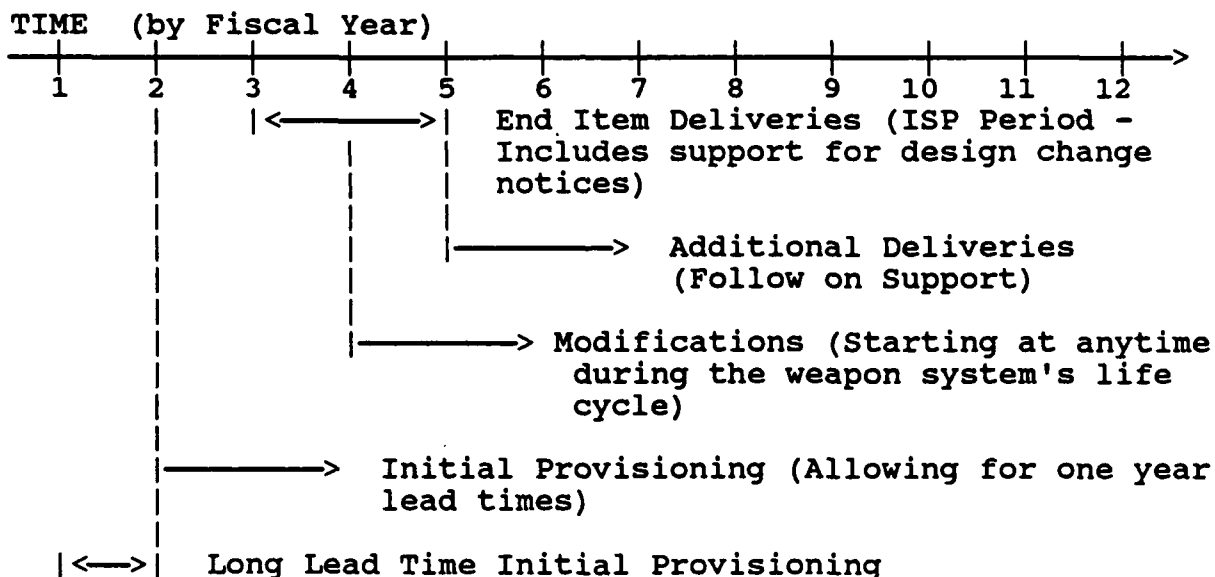 TIME (by Fiscal Year)
1 2 3 4 5 6 7 8 9 10 11 12
End Item Deliveries (ISP Period -
Includes support for design change
notices)
Additional Deliveries
(Follow on Support)
Modifications (Starting at anytime
during the weapon system's life
cycle)
Initial Provisioning (Allowing for one year
lead times)
Long Lead Time Initial Provisioning